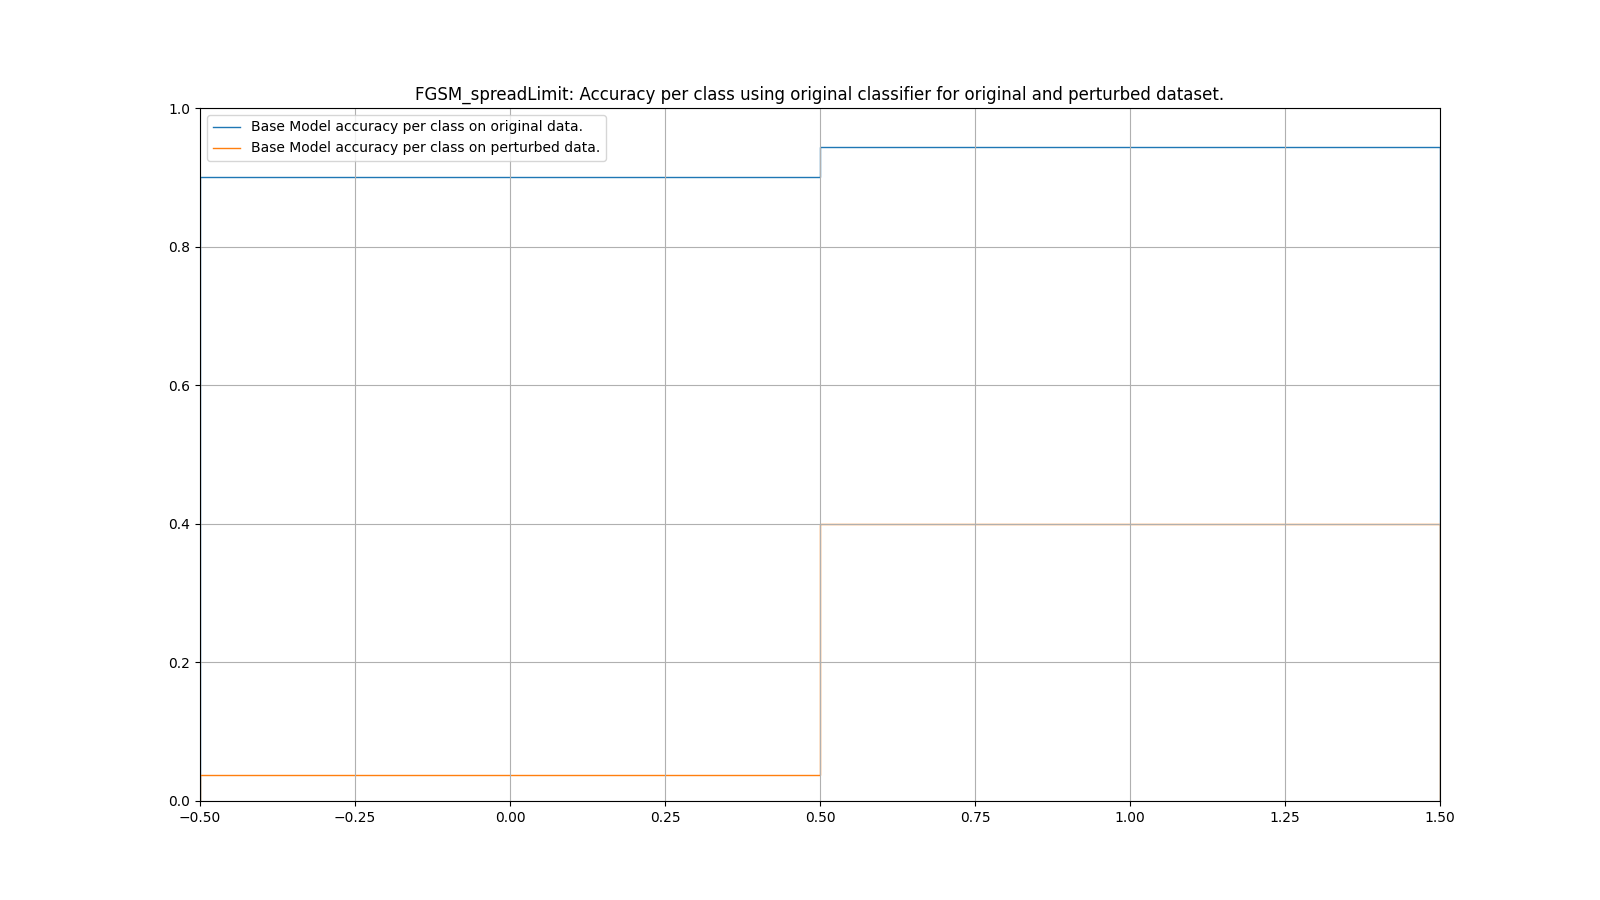 FGSM_spreadLimit: Accuracy per class using original classifier for original and perturbed dataset.
1.0
Base Model accuracy per class on original data.
Base Model accuracy per class on perturbed data.
0.8
0.6
0.4
0.2
0.0
−0.50 −0.25 0.00 0.25 0.50 0.75 1.00 1.25 1.50